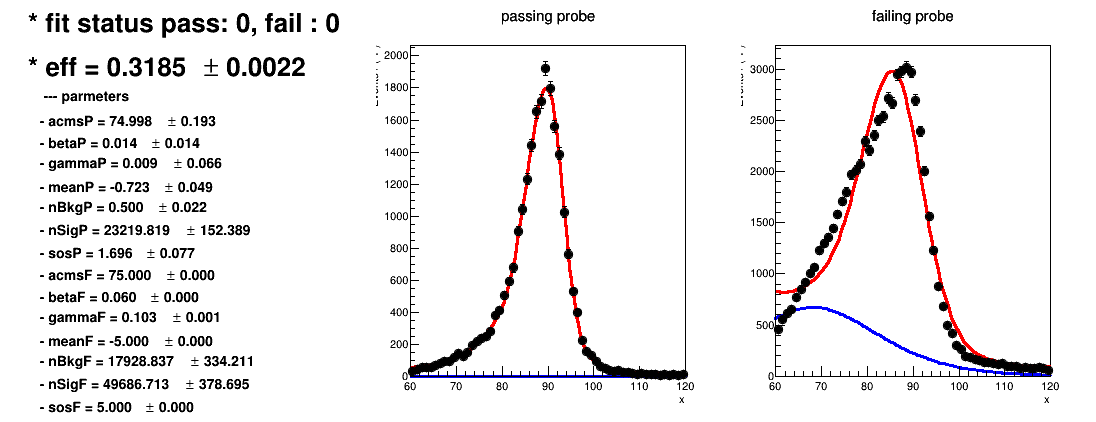 * fit status pass: 0, fail : 0
* eff = 0.3185 ± 0.0022
--- parmeters
- acmsP = 74.998 ± 0.193
- betaP = 0.014 ± 0.014
- gammaP = 0.009 ± 0.066
- meanP = -0.723 ± 0.049
- nBkgP = 0.500 ± 0.022
- nSigP = 23219.819 ± 152.389
- sosP = 1.696 ± 0.077
- acmsF = 75.000 ± 0.000
- betaF = 0.060 ± 0.000
- gammaF = 0.103 ± 0.001
- meanF = -5.000 ± 0.000
- nBkgF = 17928.837 ± 334.211
- nSigF = 49686.713 ± 378.695
- sosF = 5.000 ± 0.000
passing probe
2000
1800
1600
1400
1200
1000
800
600
400
200
0
60 70 80 90 100 110 120
x
failing probe
3000
2500
2000
1500
1000
500
0
60 70 80 90 100 110 120
x